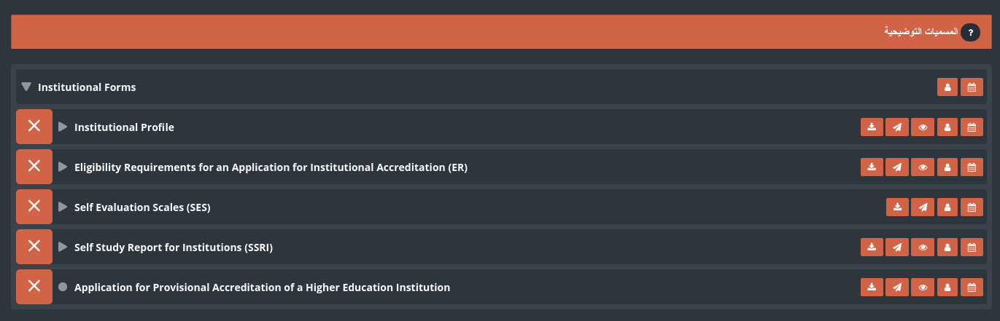 المسميات التوضيحية ?
Institutional Forms
Institutional Profile
Eligibility Requirements for an Application for Institutional Accreditation (ER)
Self Evaluation Scales (SES)
Self Study Report for Institutions (SSRI)
Application for Provisional Accreditation of a Higher Education Institution